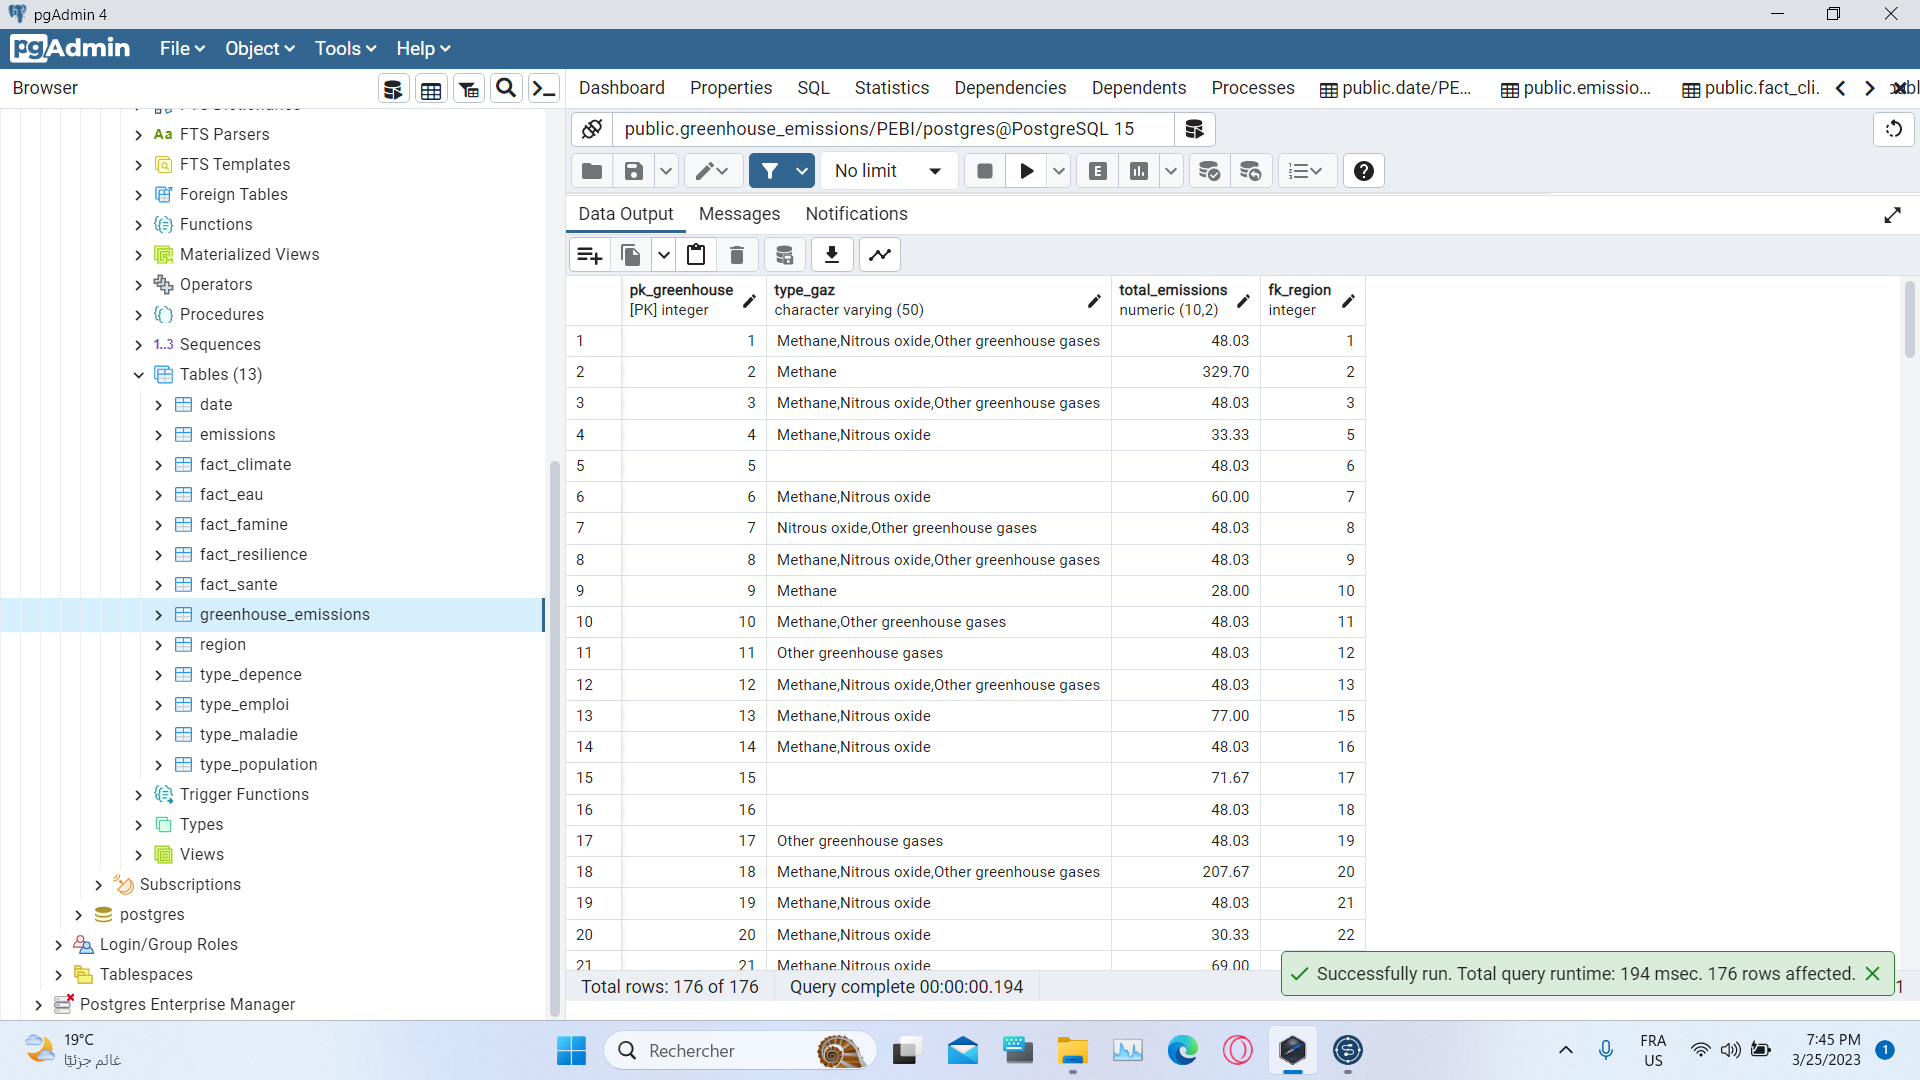 pgAdmin 4
pgAdmin File Object Tools Help
Browser
Dashboard Properties SQL Statistics Dependencies Dependents Processes public.date/PE... public.emissio... public.fact_cli.
FTS Parsers
FTS Templates
Foreign Tables
Functions
Materialized Views
Operators
Procedures
1..3 Sequences
Tables (13)
date
emissions
fact_climate
fact_eau
fact_famine
fact_resilience
fact_sante
greenhouse_emissions
region
type_depence
type_emploi
type_maladie
type_population
Trigger Functions
Types
Views
Subscriptions
postgres
Login/Group Roles
Tablespaces
Postgres Enterprise Manager
public.greenhouse_emissions/PEBI/postgres@PostgreSQL 15
No limit E
Data Output Messages Notifications
pk_greenhouse type_gaz total_emissions fk_region
[PK] integer character varying (50) numeric (10,2) integer
1 1 Methane,Nitrous oxide,Other greenhouse gases 48.03 1
2 2 Methane 329.70 2
3 3 Methane,Nitrous oxide,Other greenhouse gases 48.03 3
4 4 Methane,Nitrous oxide 33.33 5
5 5 48.03 6
6 6 Methane,Nitrous oxide 60.00 7
7 7 Nitrous oxide,Other greenhouse gases 48.03 8
8 8 Methane,Nitrous oxide,Other greenhouse gases 48.03 9
9 9 Methane 28.00 10
10 10 Methane,Other greenhouse gases 48.03 11
11 11 Other greenhouse gases 48.03 12
12 12 Methane,Nitrous oxide,Other greenhouse gases 48.03 13
13 13 Methane,Nitrous oxide 77.00 15
14 14 Methane,Nitrous oxide 48.03 16
15 15 71.67 17
16 16 48.03 18
17 17 Other greenhouse gases 48.03 19
18 18 Methane,Nitrous oxide,Other greenhouse gases 207.67 20
19 19 Methane,Nitrous oxide 48.03 21
20 20 Methane,Nitrous oxide 30.33 22
21 21 Methane,Nitrous oxide 69.00
Total rows: 176 of 176 Query complete 00:00:00.194
Successfully run. Total query runtime: 194 msec. 176 rows affected.
1
19°C
غائم جزئيًا
Rechercher
FRA
US
7:45 PM
3/25/2023
1